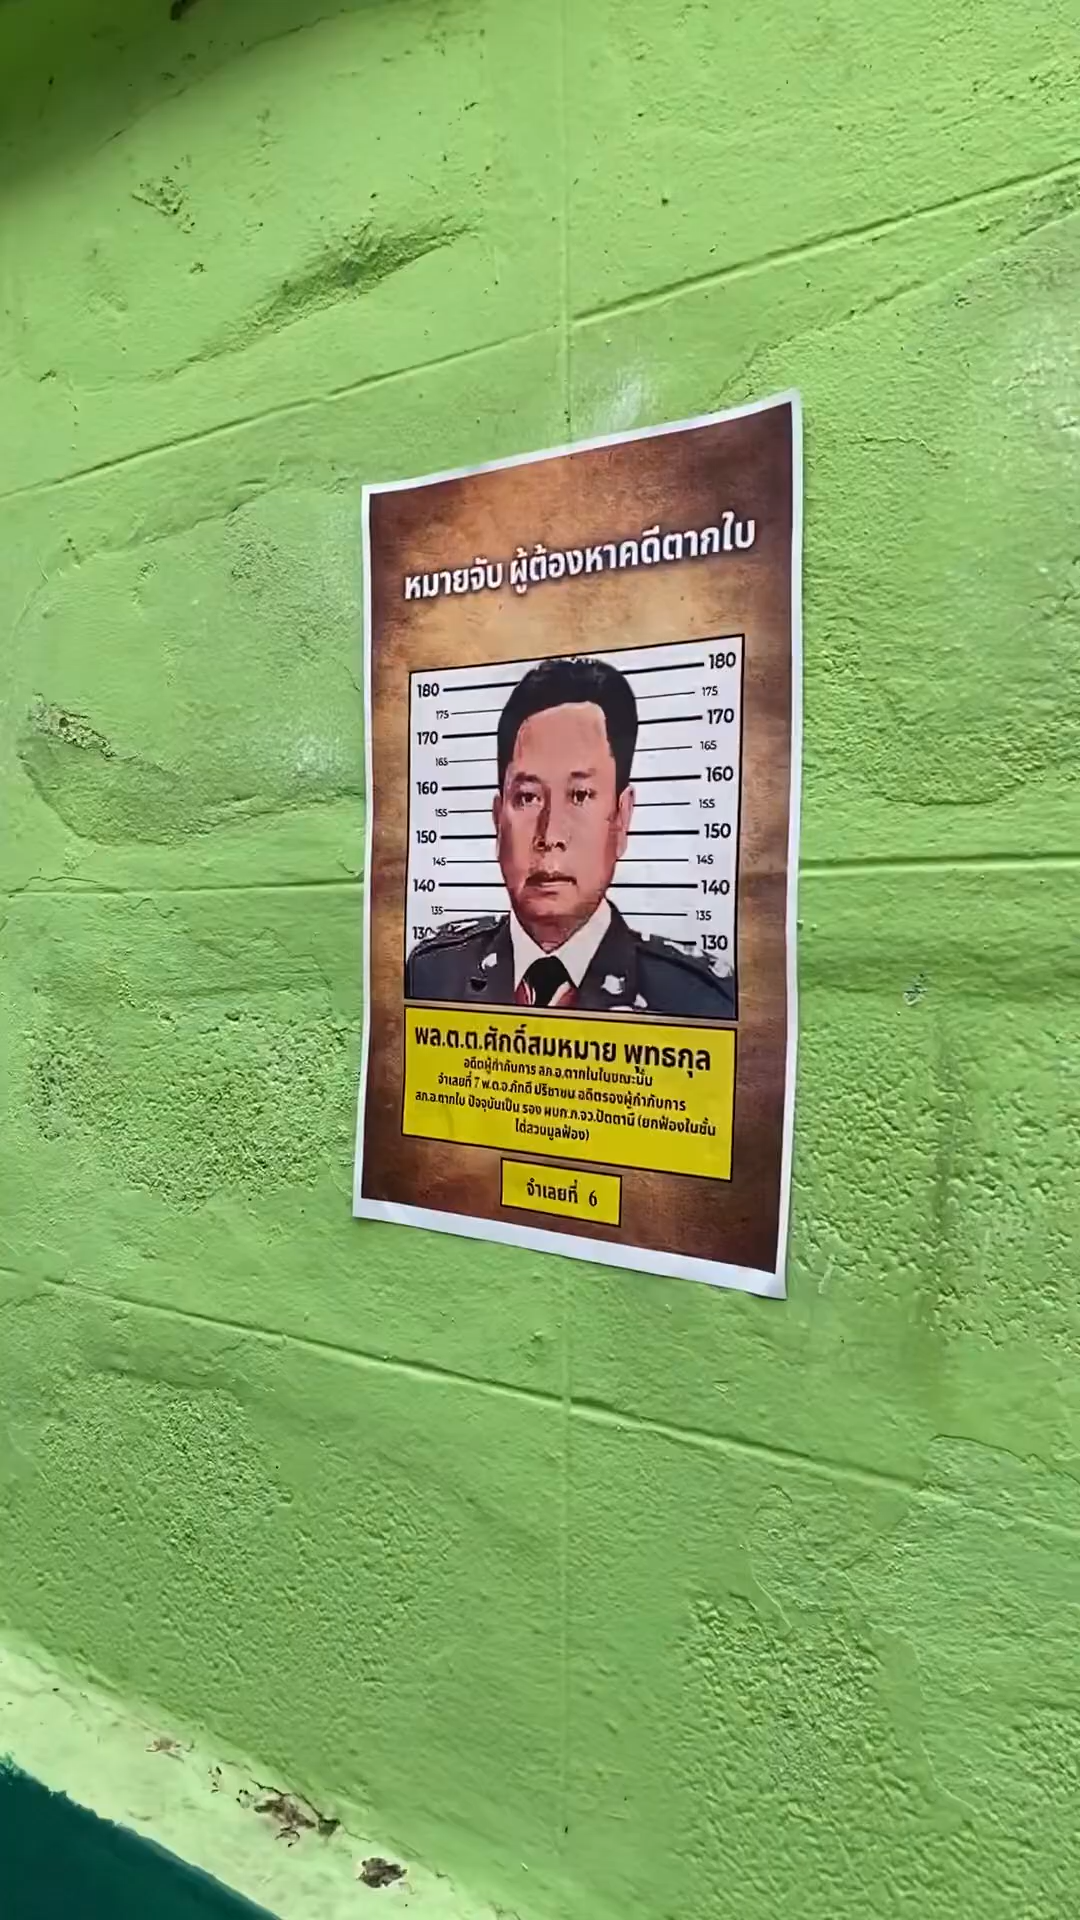 หมายจับ ผู้ต้องหาคดีตากใบ
180 180
175 175
170 170
165 165
160 160
155 155
150 150
145 145
140 140
135 135
130 130
พล.ต.ต.ศักดิ์สมหมาย พุทธกุล
อดีตผู้กำกับการ สภ.อ.ตากใบในขณะนั้น
จำเลยที่ 7 พ.ต.อ.ภักดี ปรีชาชน อดีตรองผู้กำกับการ
สภ.อ.ตากใบ ปัจจุบันเป็น รอง ผบก.ภ.จว.ปัตตานี (ยกฟ้องในชั้น
ไต่สวนมูลฟ้อง)
จำเลยที่ 6